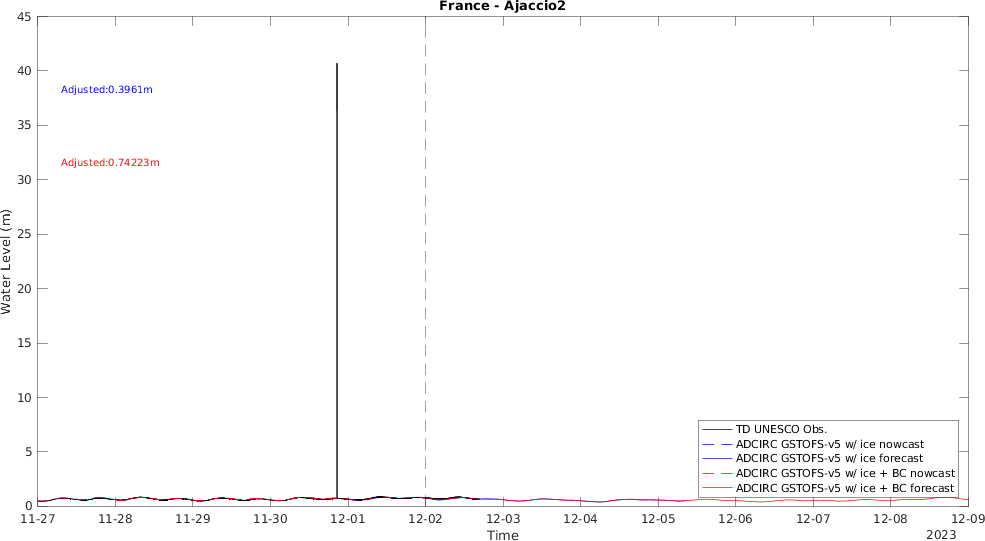 France - Ajaccio2
45
40
35
30
25
20
15
10
5
0
Water Level (m)
Adjusted:0.3961m
Adjusted:0.74223m
TD UNESCO Obs.
ADCIRC GSTOFS-v5 w/ ice nowcast
ADCIRC GSTOFS-v5 w/ ice forecast
ADCIRC GSTOFS-v5 w/ ice + BC nowcast
ADCIRC GSTOFS-v5 w/ ice + BC forecast
11-27 11-28 11-29 11-30 12-01 12-02 12-03 12-04 12-05 12-06 12-07 12-08 12-09
Time
2023